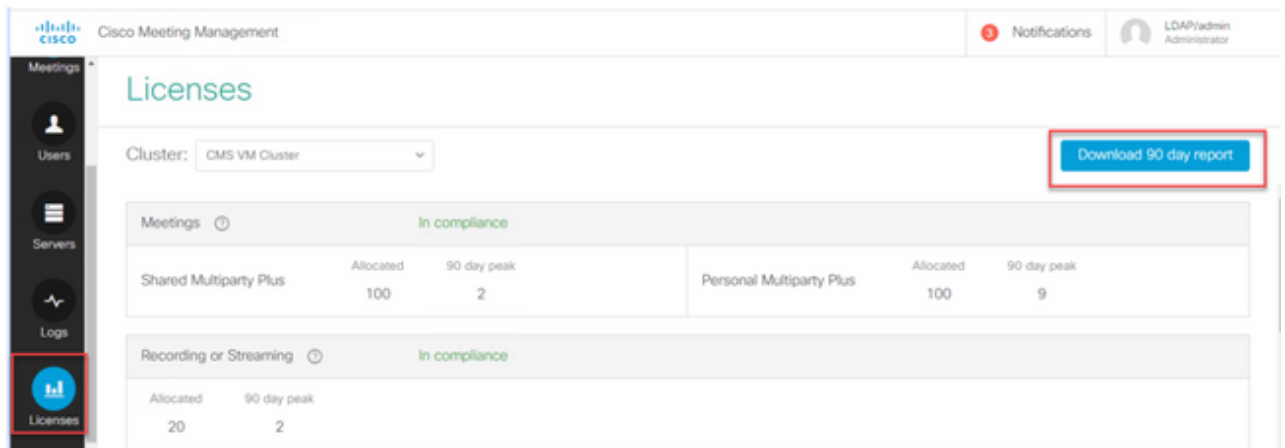 CISCO
Cisco Meeting Management
3 Notifications
LDAP/admin
Administrator
Meetings
Users
Servers
Logs
Licenses
Licenses
Cluster: CMS VM Cluster
Download 90 day report
Meetings ? In compliance
Shared Multiparty Plus
Allocated 90 day peak
100 2
Personal Multiparty Plus
Allocated 90 day peak
100 9
Recording or Streaming ? In compliance
Allocated 90 day peak
20 2